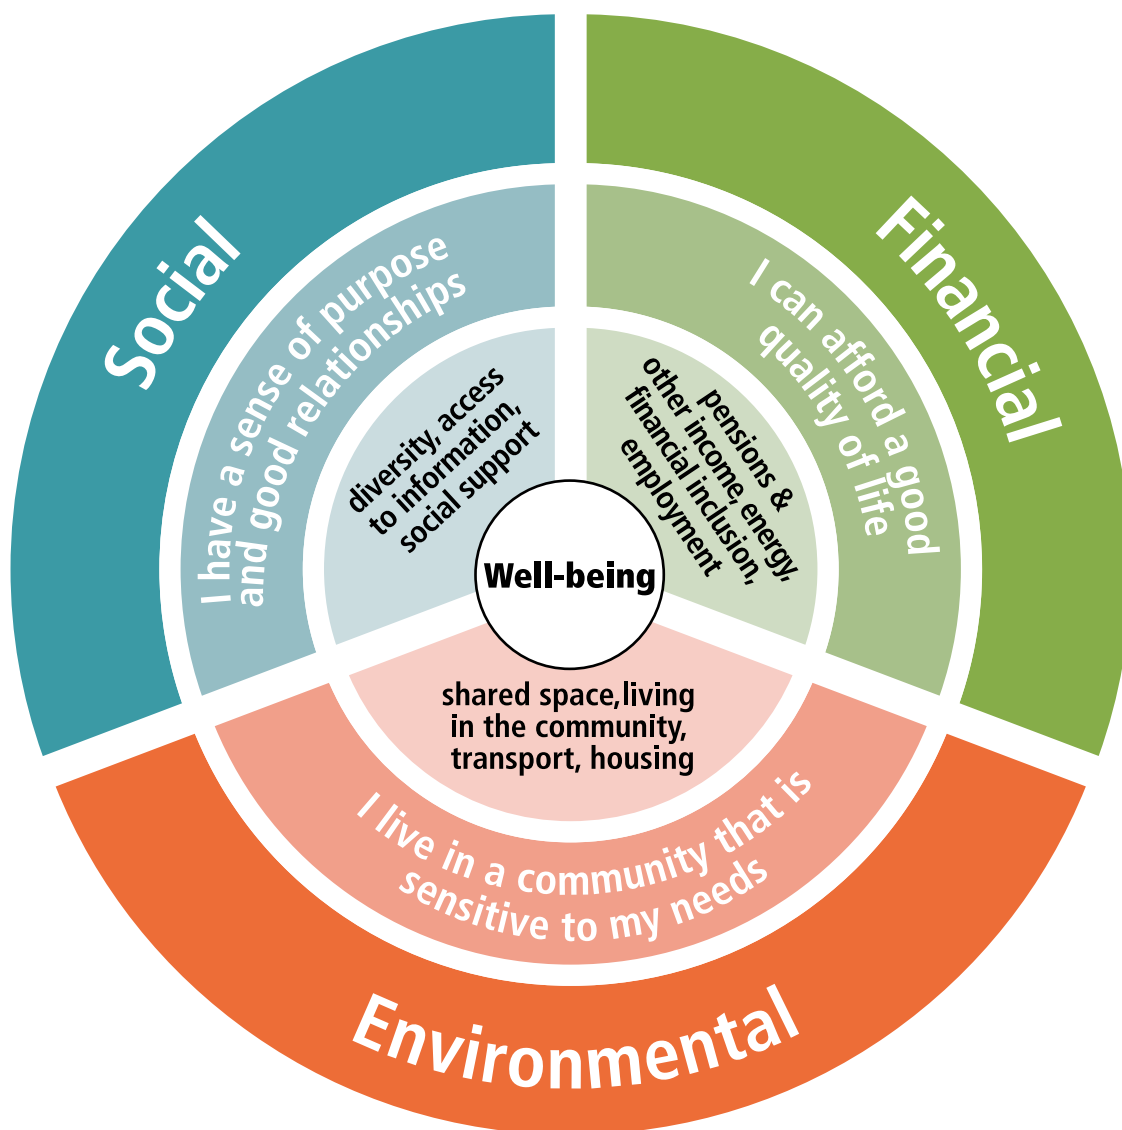 Social
I have a sense of purpose
and good relationships
diversity, access
to information,
social support
Financial
I can afford a good
quality of life
pensions &
other income, energy,
financial inclusion,
employment
Well-being
shared space, living
in the community,
transport, housing
I live in a community that is
sensitive to my needs
Environmental